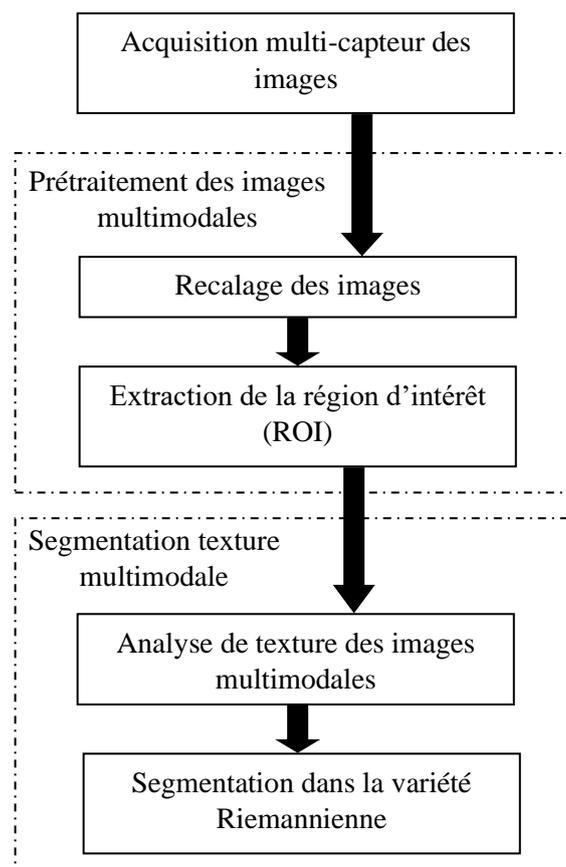 Acquisition multi-capteur des
images
Prétraitement des images
multimodales
Recalage des images
Extraction de la région d’intérêt
(ROI)
Segmentation texture
multimodale
Analyse de texture des images
multimodales
Segmentation dans la variété
Riemannienne